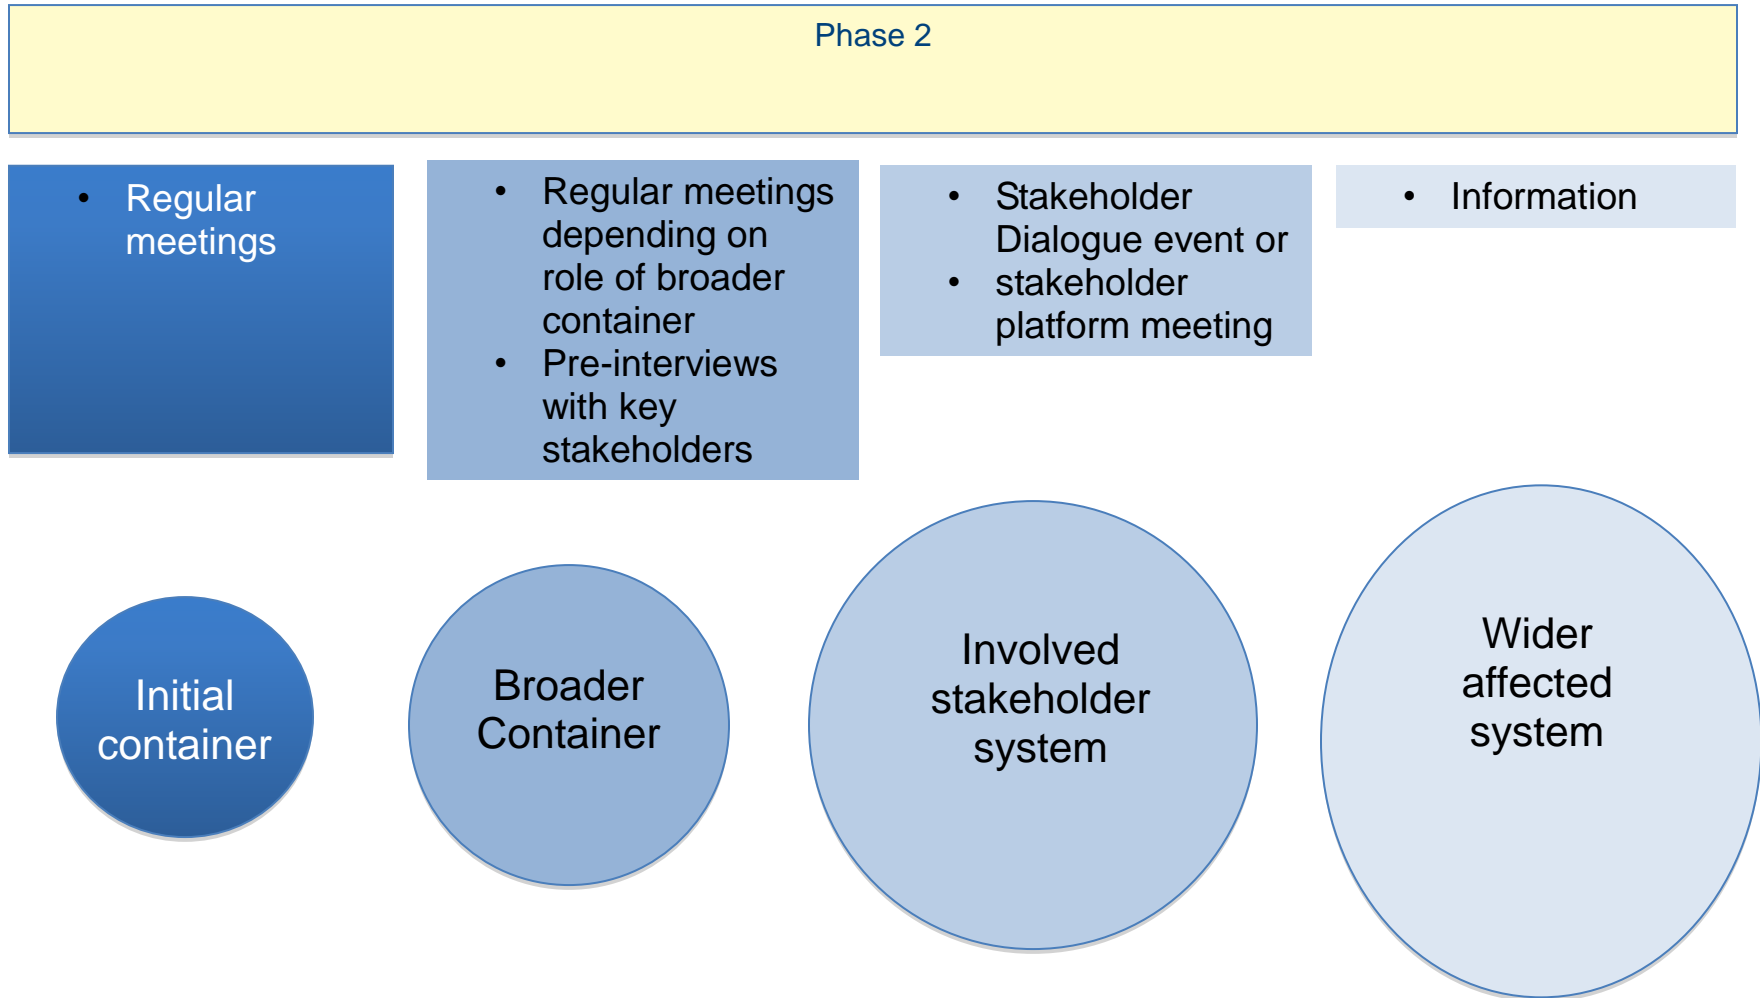 Phase 2
• Regular
meetings
• Regular meetings
depending on
role of broader
container
• Pre-interviews
with key
stakeholders
• Stakeholder
Dialogue event or
• stakeholder
platform meeting
• Information
Initial
container
Broader
Container
Involved
stakeholder
system
Wider
affected
system